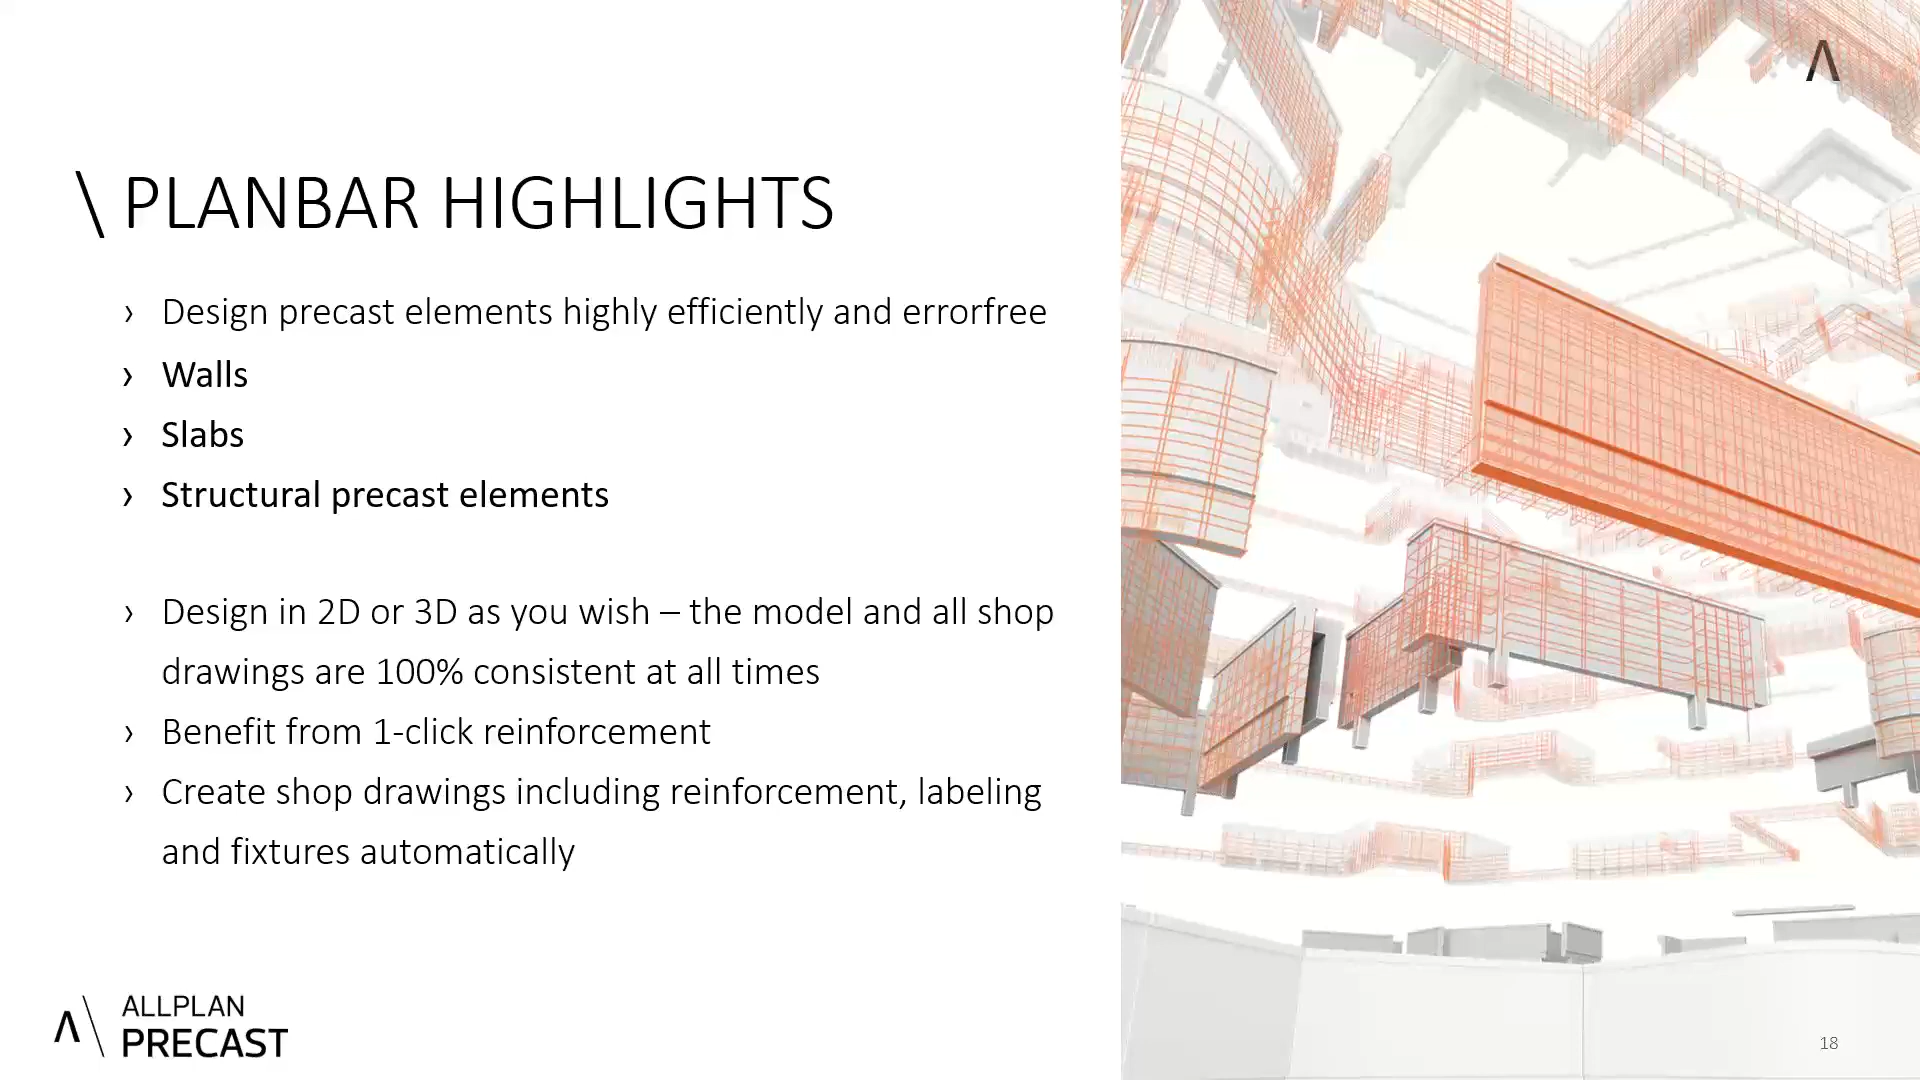 \ PLANBAR HIGHLIGHTS
› Design precast elements highly efficiently and errorfree
› Walls
› Slabs
› Structural precast elements
› Design in 2D or 3D as you wish – the model and all shop
drawings are 100% consistent at all times
› Benefit from 1-click reinforcement
› Create shop drawings including reinforcement, labeling
and fixtures automatically
ALLPLAN
PRECAST
18